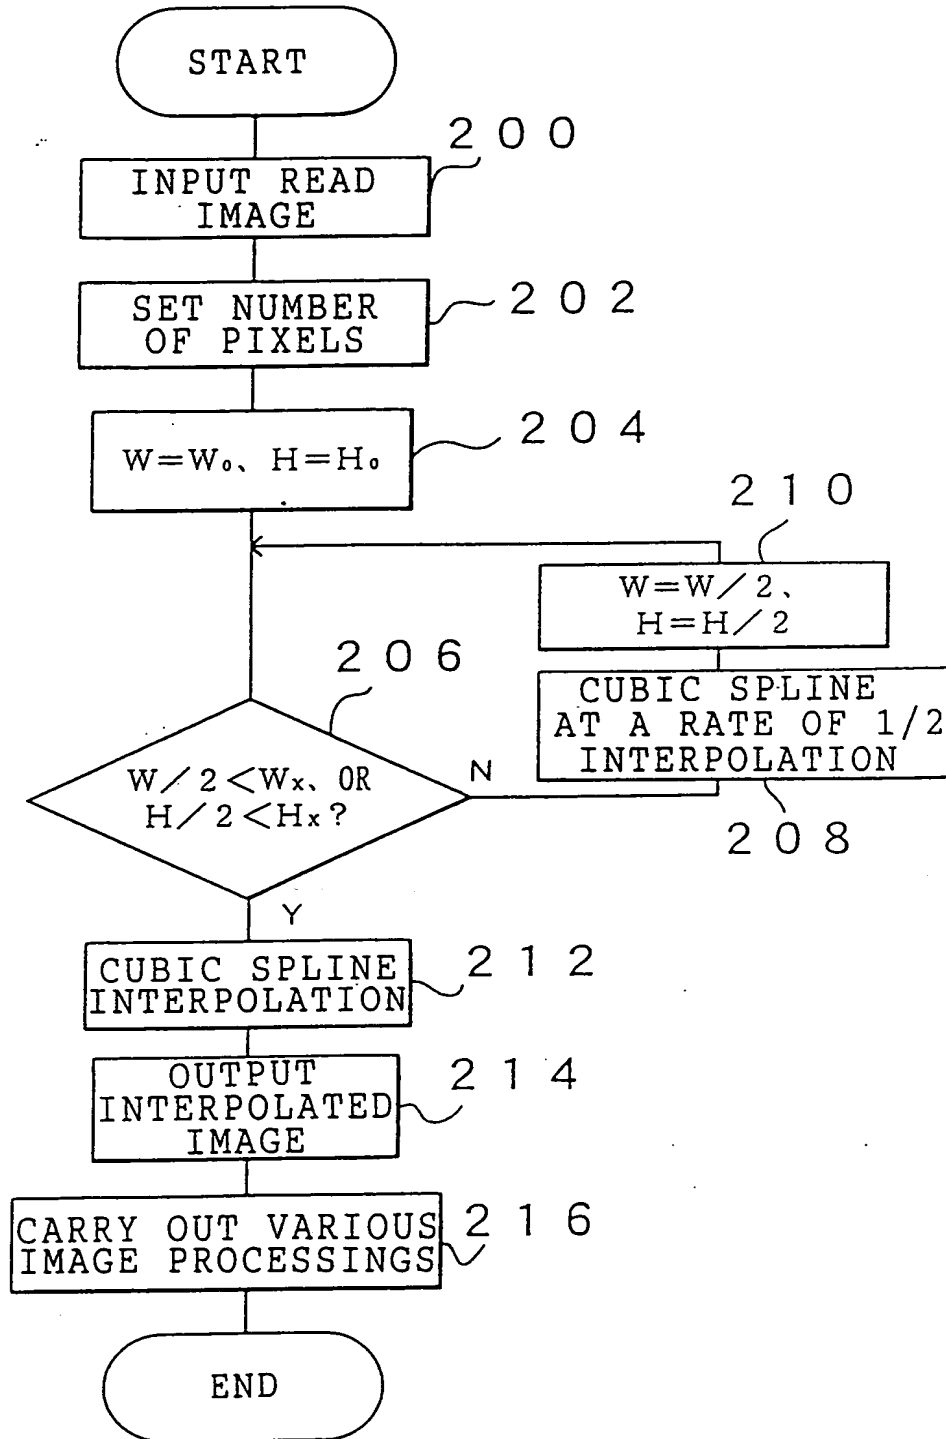 START
200
INPUT READ
IMAGE
202
SET NUMBER
OF PIXELS
204
W=W₀、H=H₀
210
W=W/2、
H=H/2
206
CUBIC SPLINE
AT A RATE OF 1/2
INTERPOLATION
W/2<Wx、OR
H/2<Hx?
N
208
Y
212
CUBIC SPLINE
INTERPOLATION
214
OUTPUT
INTERPOLATED
IMAGE
216
CARRY OUT VARIOUS
IMAGE PROCESSINGS
END